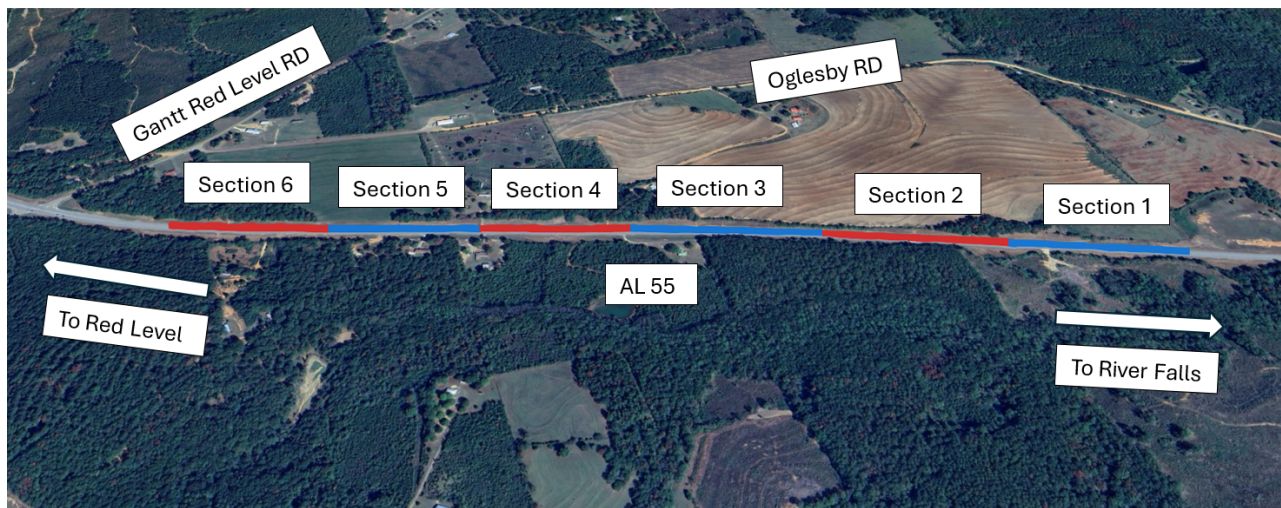 Gantt Red Level RD
Oglesby RD
Section 6
Section 5
Section 4
Section 3
Section 2
Section 1
AL 55
To Red Level
To River Falls